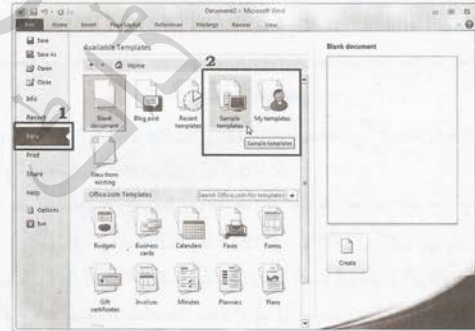 Document2 - Microsoft Word
File Home Insert Page Layout References Mailings Review View
Save
Save As
Open
Close
Info
Recent
New
Print
Share
Help
Options
Exit
1
Available Templates
Home
2
Blank document
Blog post
Recent templates
Sample templates
My templates
Sample templates
New from existing
Office.com Templates
Search Office.com for templates
Budgets
Business cards
Calendars
Faxes
Forms
Gift certificates
Invoices
Minutes
Planners
Plans
Blank document
Create